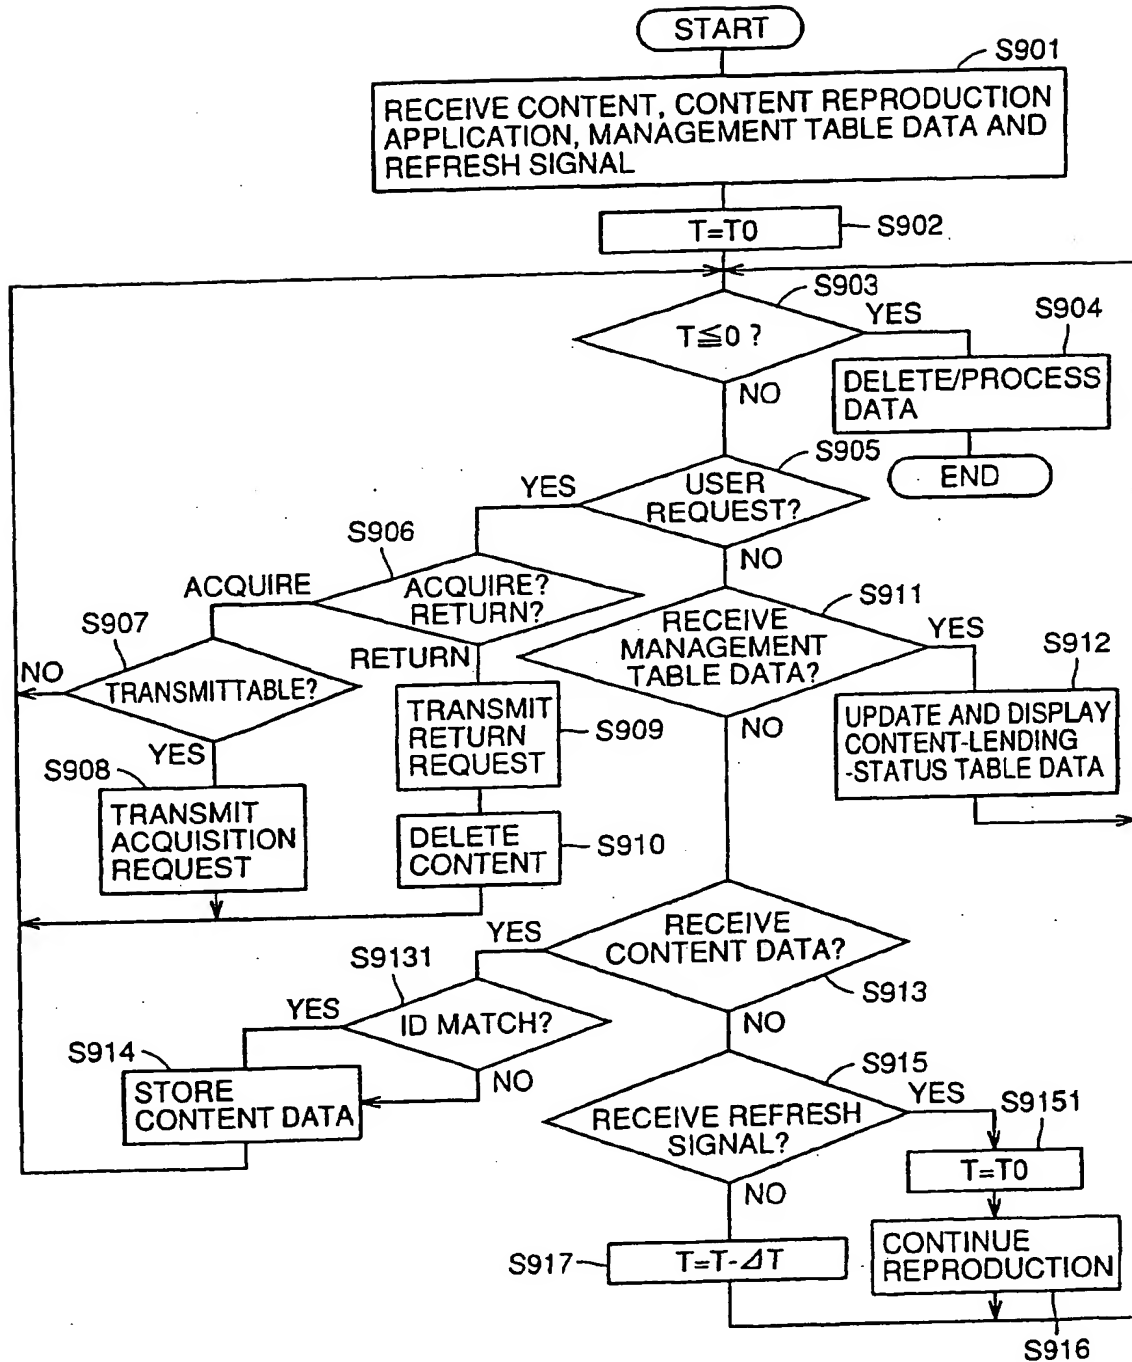 START
S901
RECEIVE CONTENT, CONTENT REPRODUCTION
APPLICATION, MANAGEMENT TABLE DATA AND
REFRESH SIGNAL
T=T0
S902
S903
T≦0 ?
YES
NO
S904
DELETE/PROCESS
DATA
END
S905
USER
REQUEST?
YES
NO
S906
ACQUIRE?
RETURN?
ACQUIRE
RETURN
S907
TRANSMITTABLE?
NO
YES
S908
TRANSMIT
ACQUISITION
REQUEST
TRANSMIT
RETURN
REQUEST
S909
DELETE
CONTENT
S910
S911
RECEIVE
MANAGEMENT
TABLE DATA?
YES
NO
S912
UPDATE AND DISPLAY
CONTENT-LENDING
-STATUS TABLE DATA
RECEIVE
CONTENT DATA?
S913
YES
NO
S9131
ID MATCH?
YES
NO
S914
STORE
CONTENT DATA
S915
RECEIVE REFRESH
SIGNAL?
YES
NO
S9151
T=T0
CONTINUE
REPRODUCTION
S916
S917
T=T-ΔT